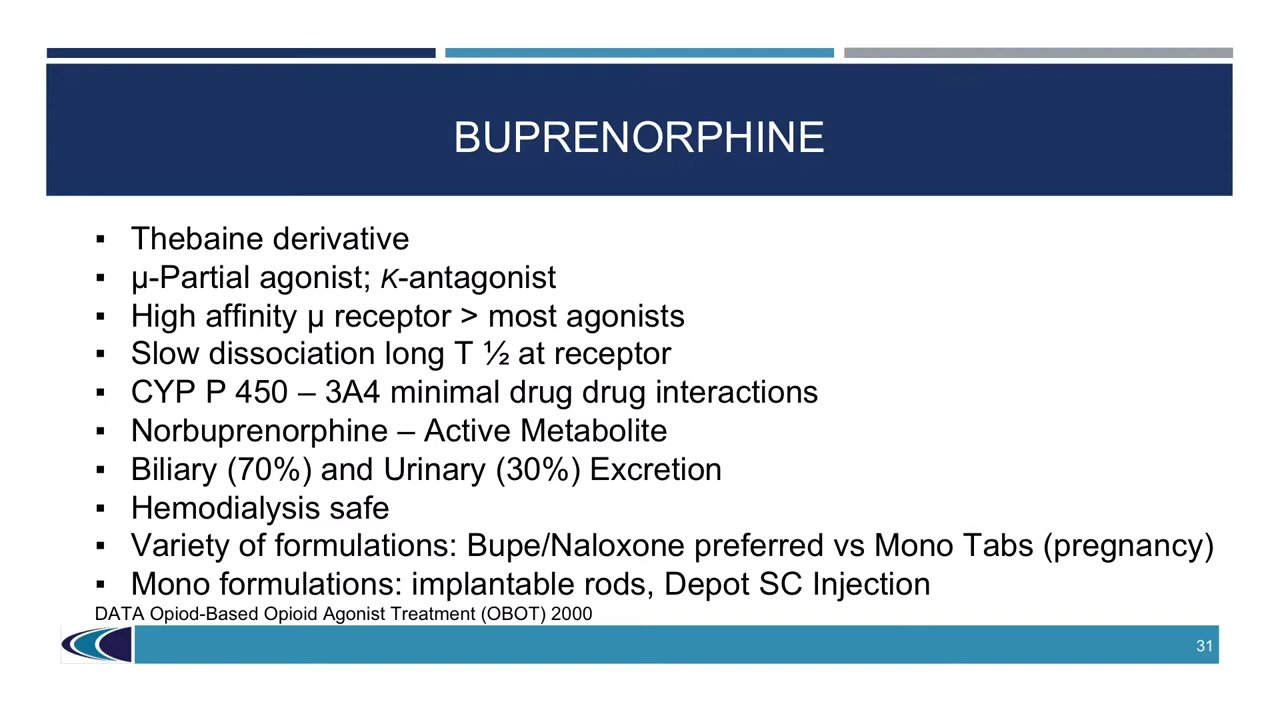 BUPRENORPHINE
▪ Thebaine derivative
▪ µ-Partial agonist; K-antagonist
▪ High affinity µ receptor > most agonists
▪ Slow dissociation long T ½ at receptor
▪ CYP P 450 – 3A4 minimal drug drug interactions
▪ Norbuprenorphine – Active Metabolite
▪ Biliary (70%) and Urinary (30%) Excretion
▪ Hemodialysis safe
▪ Variety of formulations: Bupe/Naloxone preferred vs Mono Tabs (pregnancy)
▪ Mono formulations: implantable rods, Depot SC Injection
DATA Opiod-Based Opioid Agonist Treatment (OBOT) 2000
31